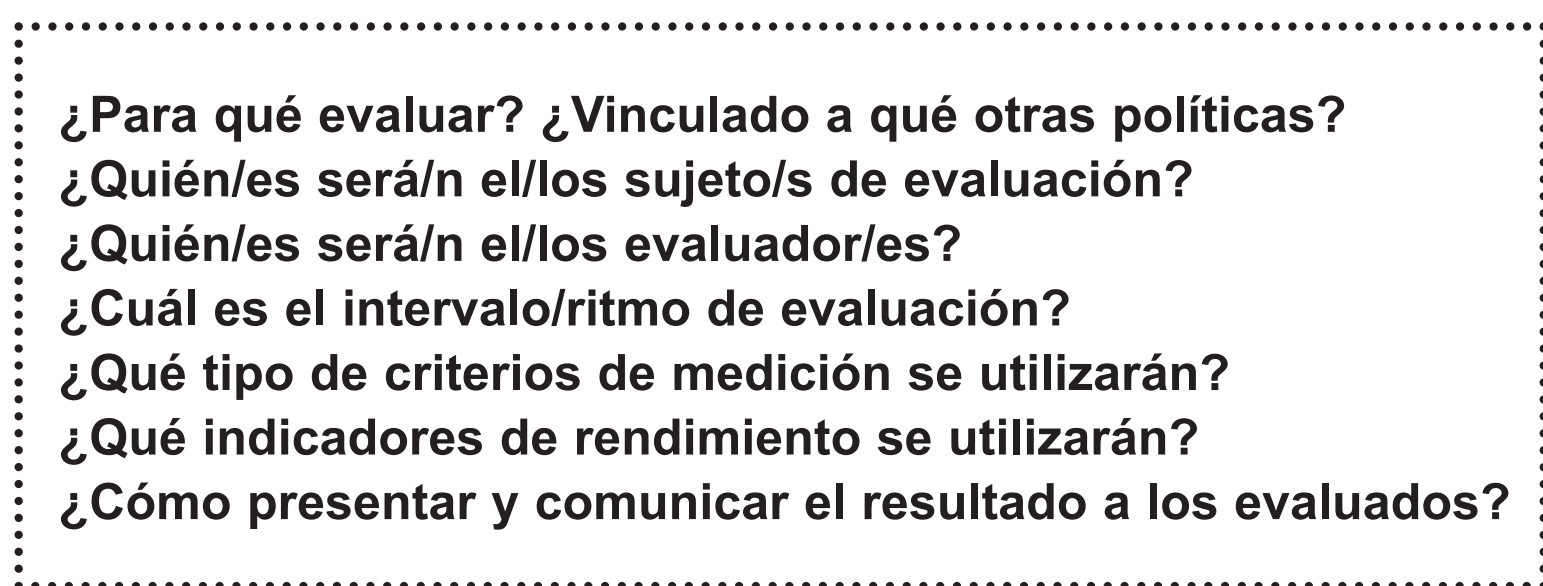 ¿Para qué evaluar? ¿Vinculado a qué otras políticas?
¿Quién/es será/n el/los sujeto/s de evaluación?
¿Quién/es será/n el/los evaluador/es?
¿Cuál es el intervalo/ritmo de evaluación?
¿Qué tipo de criterios de medición se utilizarán?
¿Qué indicadores de rendimiento se utilizarán?
¿Cómo presentar y comunicar el resultado a los evaluados?